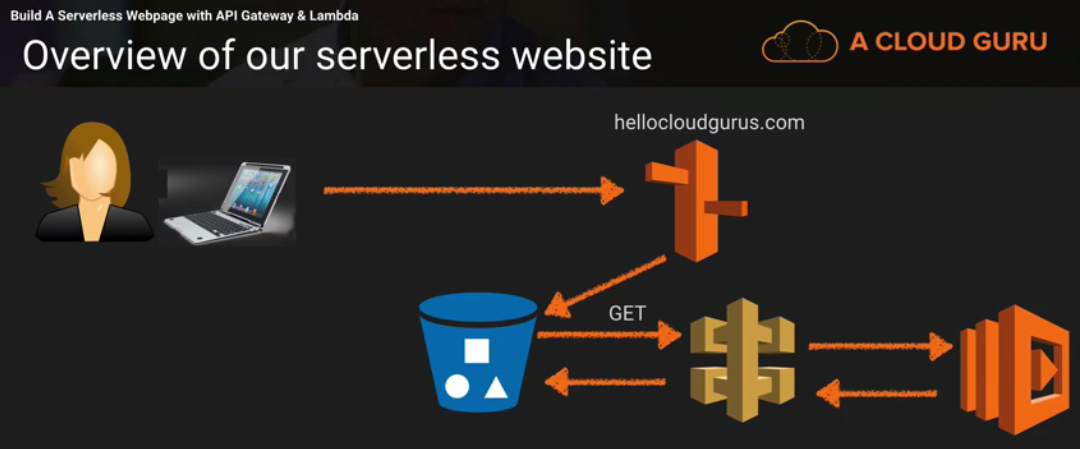 Build A Serverless Webpage with API Gateway & Lambda
Overview of our serverless website
A CLOUD GURU
hellocloudgurus.com
GET